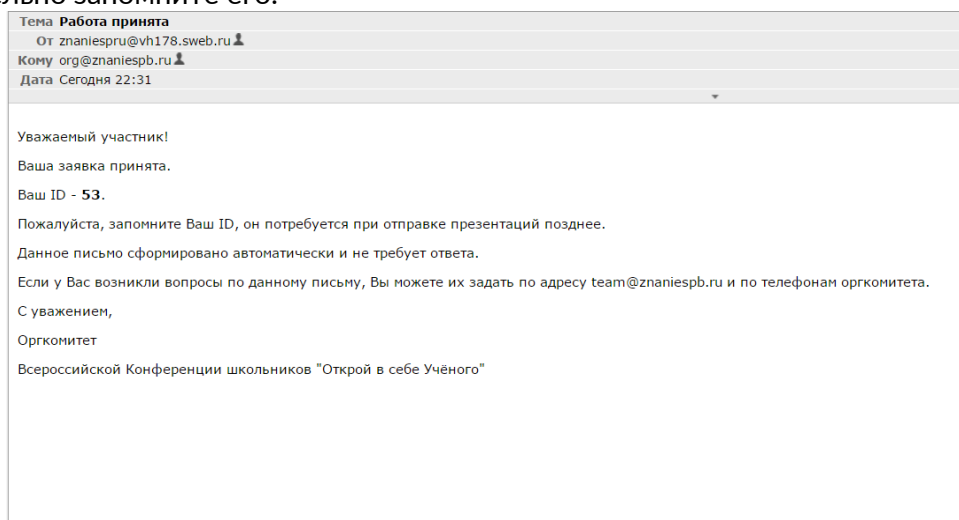 запомните его.
Тема Работа принята
От znaniespru@vh178.sweb.ru
Кому org@znaniespb.ru
Дата Сегодня 22:31
Уважаемый участник!
Ваша заявка принята.
Ваш ID - 53.
Пожалуйста, запомните Ваш ID, он потребуется при отправке презентаций позднее.
Данное письмо сформировано автоматически и не требует ответа.
Если у Вас возникли вопросы по данному письму, Вы можете их задать по адресу team@znaniespb.ru и по телефонам оргкомитета.
С уважением,
Оргкомитет
Всероссийской Конференции школьников "Открой в себе Учёного"